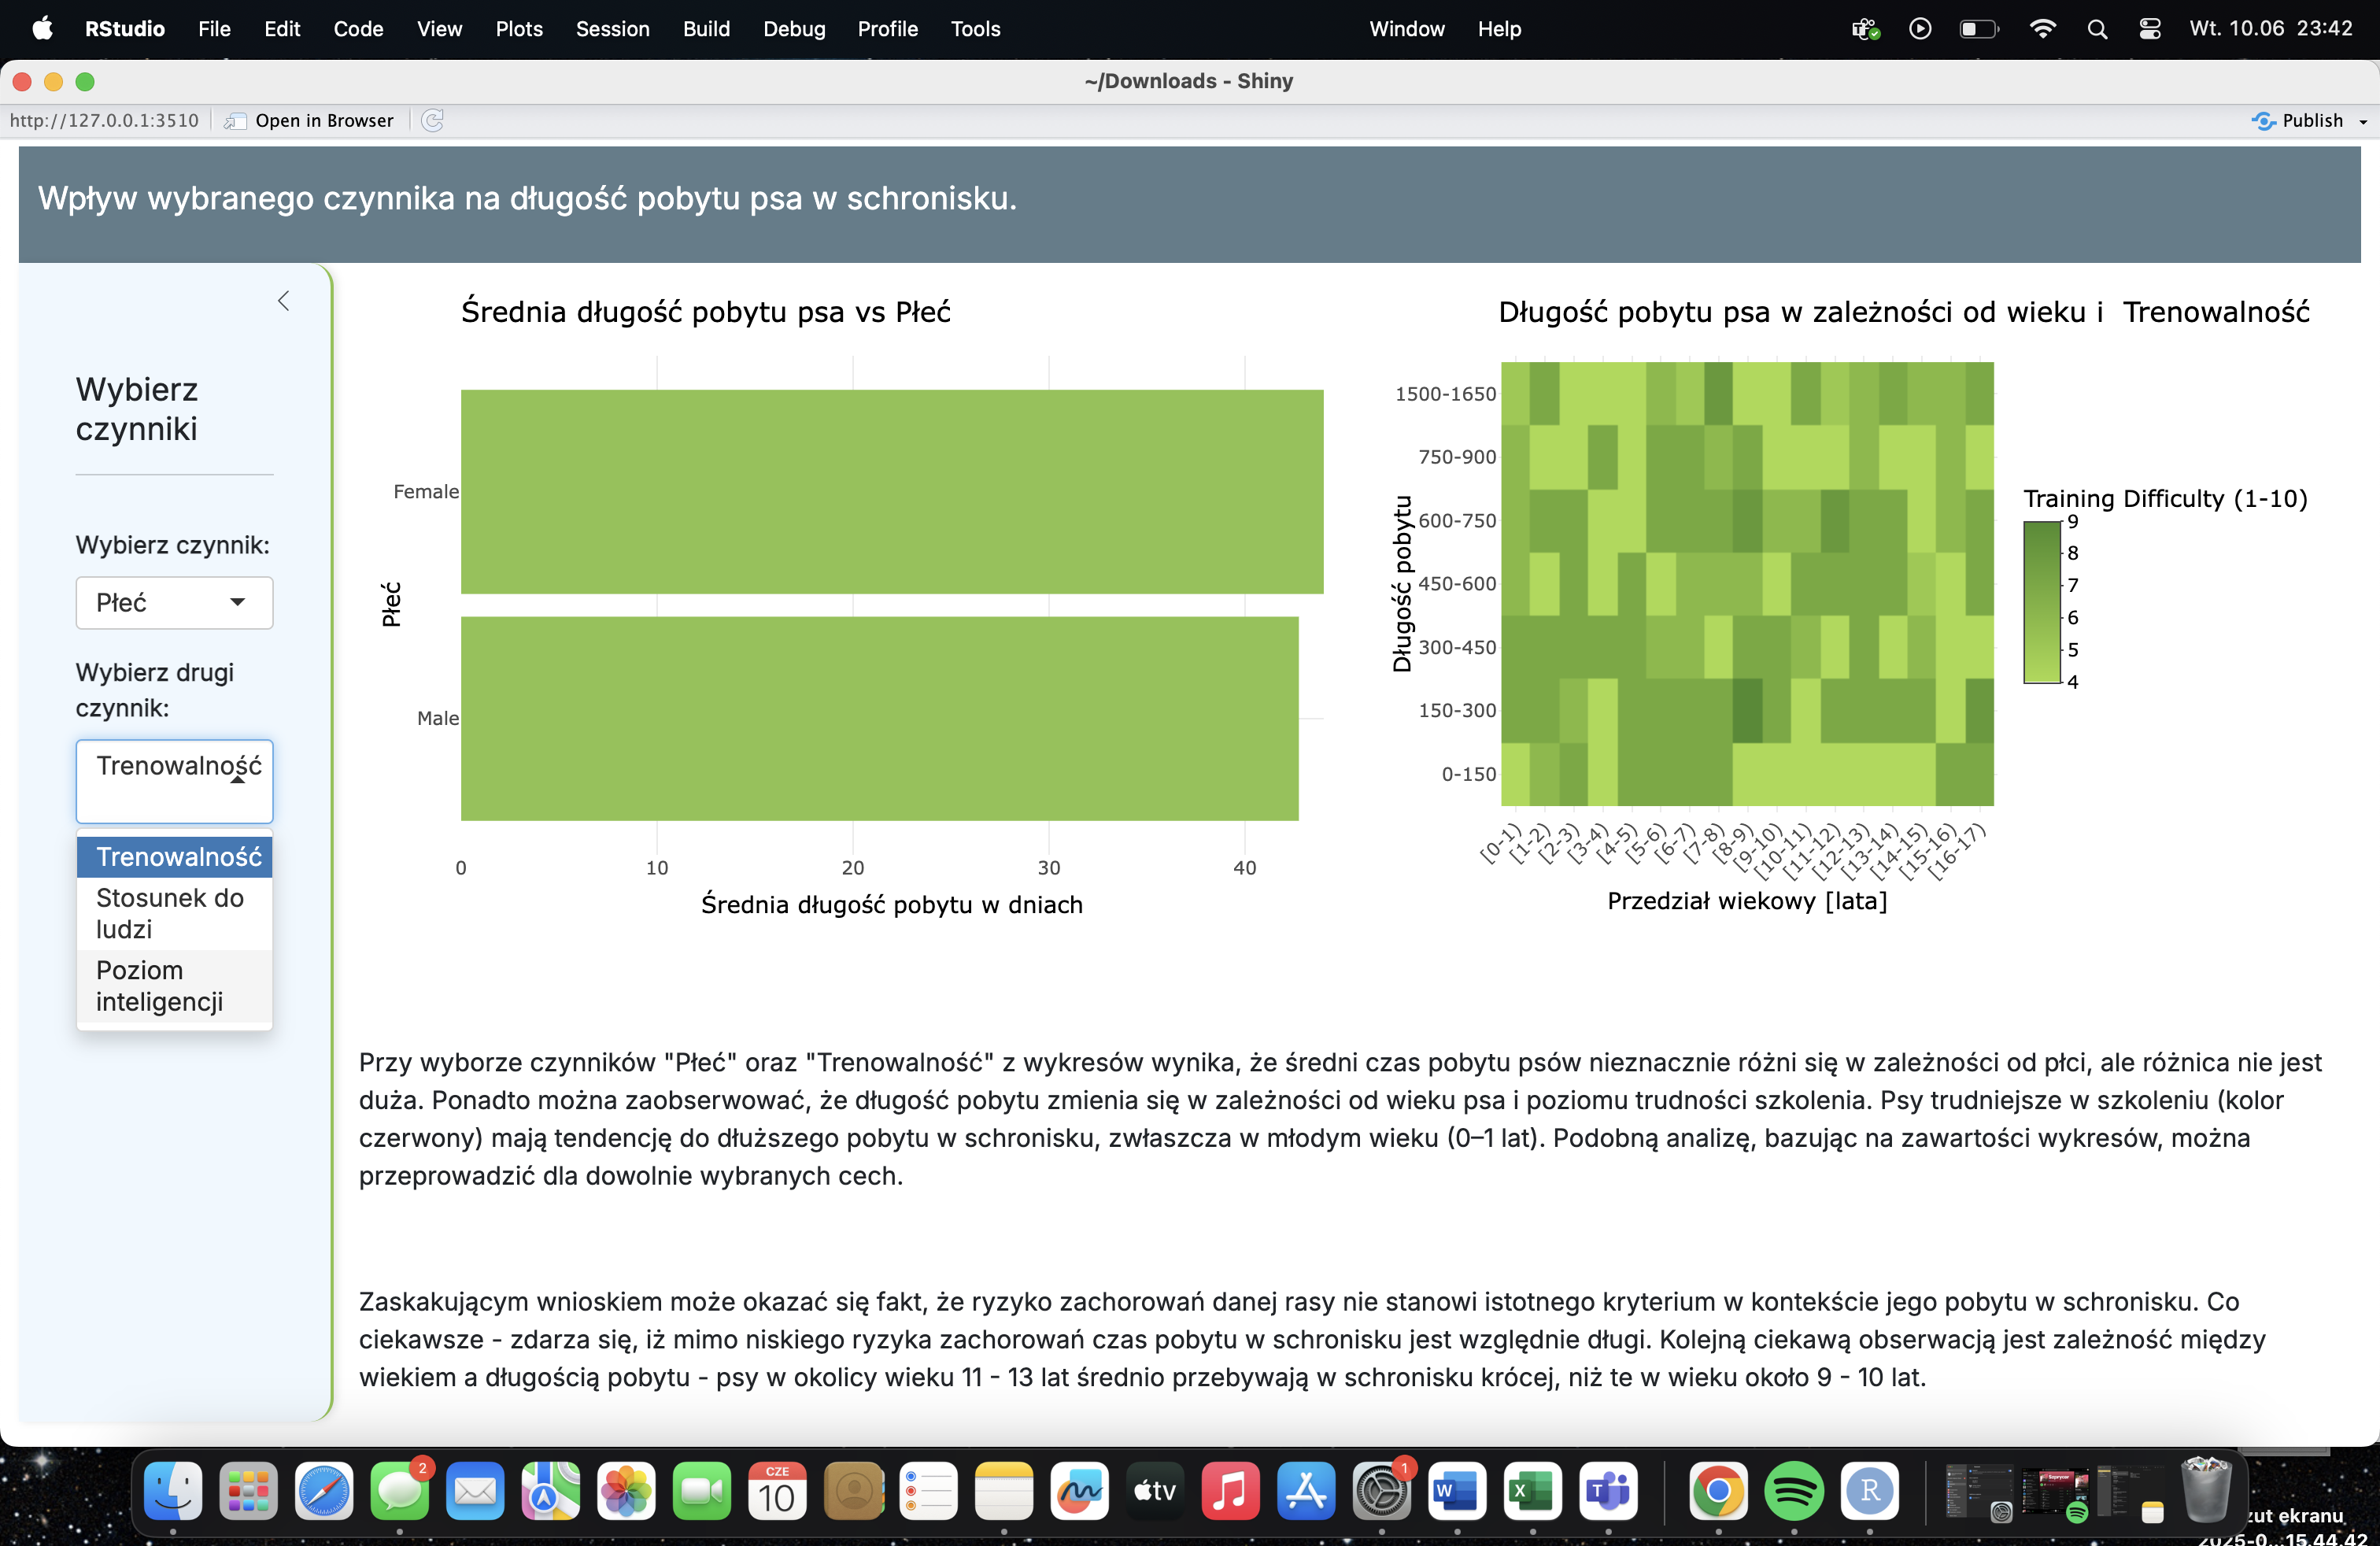 RStudio File Edit Code View Plots Session Build Debug Profile Tools Window Help Wt. 10.06 23:42
~/Downloads - Shiny
http://127.0.0.1:3510 Open in Browser Publish
Wpływ wybranego czynnika na długość pobytu psa w schronisku.
Wybierz
czynniki
Wybierz czynnik:
Płeć
Wybierz drugi
czynnik:
Trenowalność
Trenowalność
Stosunek do
ludzi
Poziom
inteligencji
Średnia długość pobytu psa vs Płeć
Płeć
Female
Male
0 10 20 30 40
Średnia długość pobytu w dniach
Długość pobytu psa w zależności od wieku i Trenowalność
Długość pobytu
1500-1650
750-900
600-750
450-600
300-450
150-300
0-150
[0-1) [1-2) [2-3) [3-4) [4-5) [5-6) [6-7) [7-8) [8-9) [9-10) [10-11) [11-12) [12-13) [13-14) [14-15) [15-16) [16-17)
Przedział wiekowy [lata]
Training Difficulty (1-10)
9
8
7
6
5
4
Przy wyborze czynników "Płeć" oraz "Trenowalność" z wykresów wynika, że średni czas pobytu psów nieznacznie różni się w zależności od płci, ale różnica nie jest
duża. Ponadto można zaobserwować, że długość pobytu zmienia się w zależności od wieku psa i poziomu trudności szkolenia. Psy trudniejsze w szkoleniu (kolor
czerwony) mają tendencję do dłuższego pobytu w schronisku, zwłaszcza w młodym wieku (0–1 lat). Podobną analizę, bazując na zawartości wykresów, można
przeprowadzić dla dowolnie wybranych cech.
Zaskakującym wnioskiem może okazać się fakt, że ryzyko zachorowań danej rasy nie stanowi istotnego kryterium w kontekście jego pobytu w schronisku. Co
ciekawsze - zdarza się, iż mimo niskiego ryzyka zachorowań czas pobytu w schronisku jest względnie długi. Kolejną ciekawą obserwacją jest zależność między
wiekiem a długością pobytu - psy w okolicy wieku 11 - 13 lat średnio przebywają w schronisku krócej, niż te w wieku około 9 - 10 lat.
2
CZE
10
tv
1
W
X
T
R
zut ekranu
2025-0...15.44.42